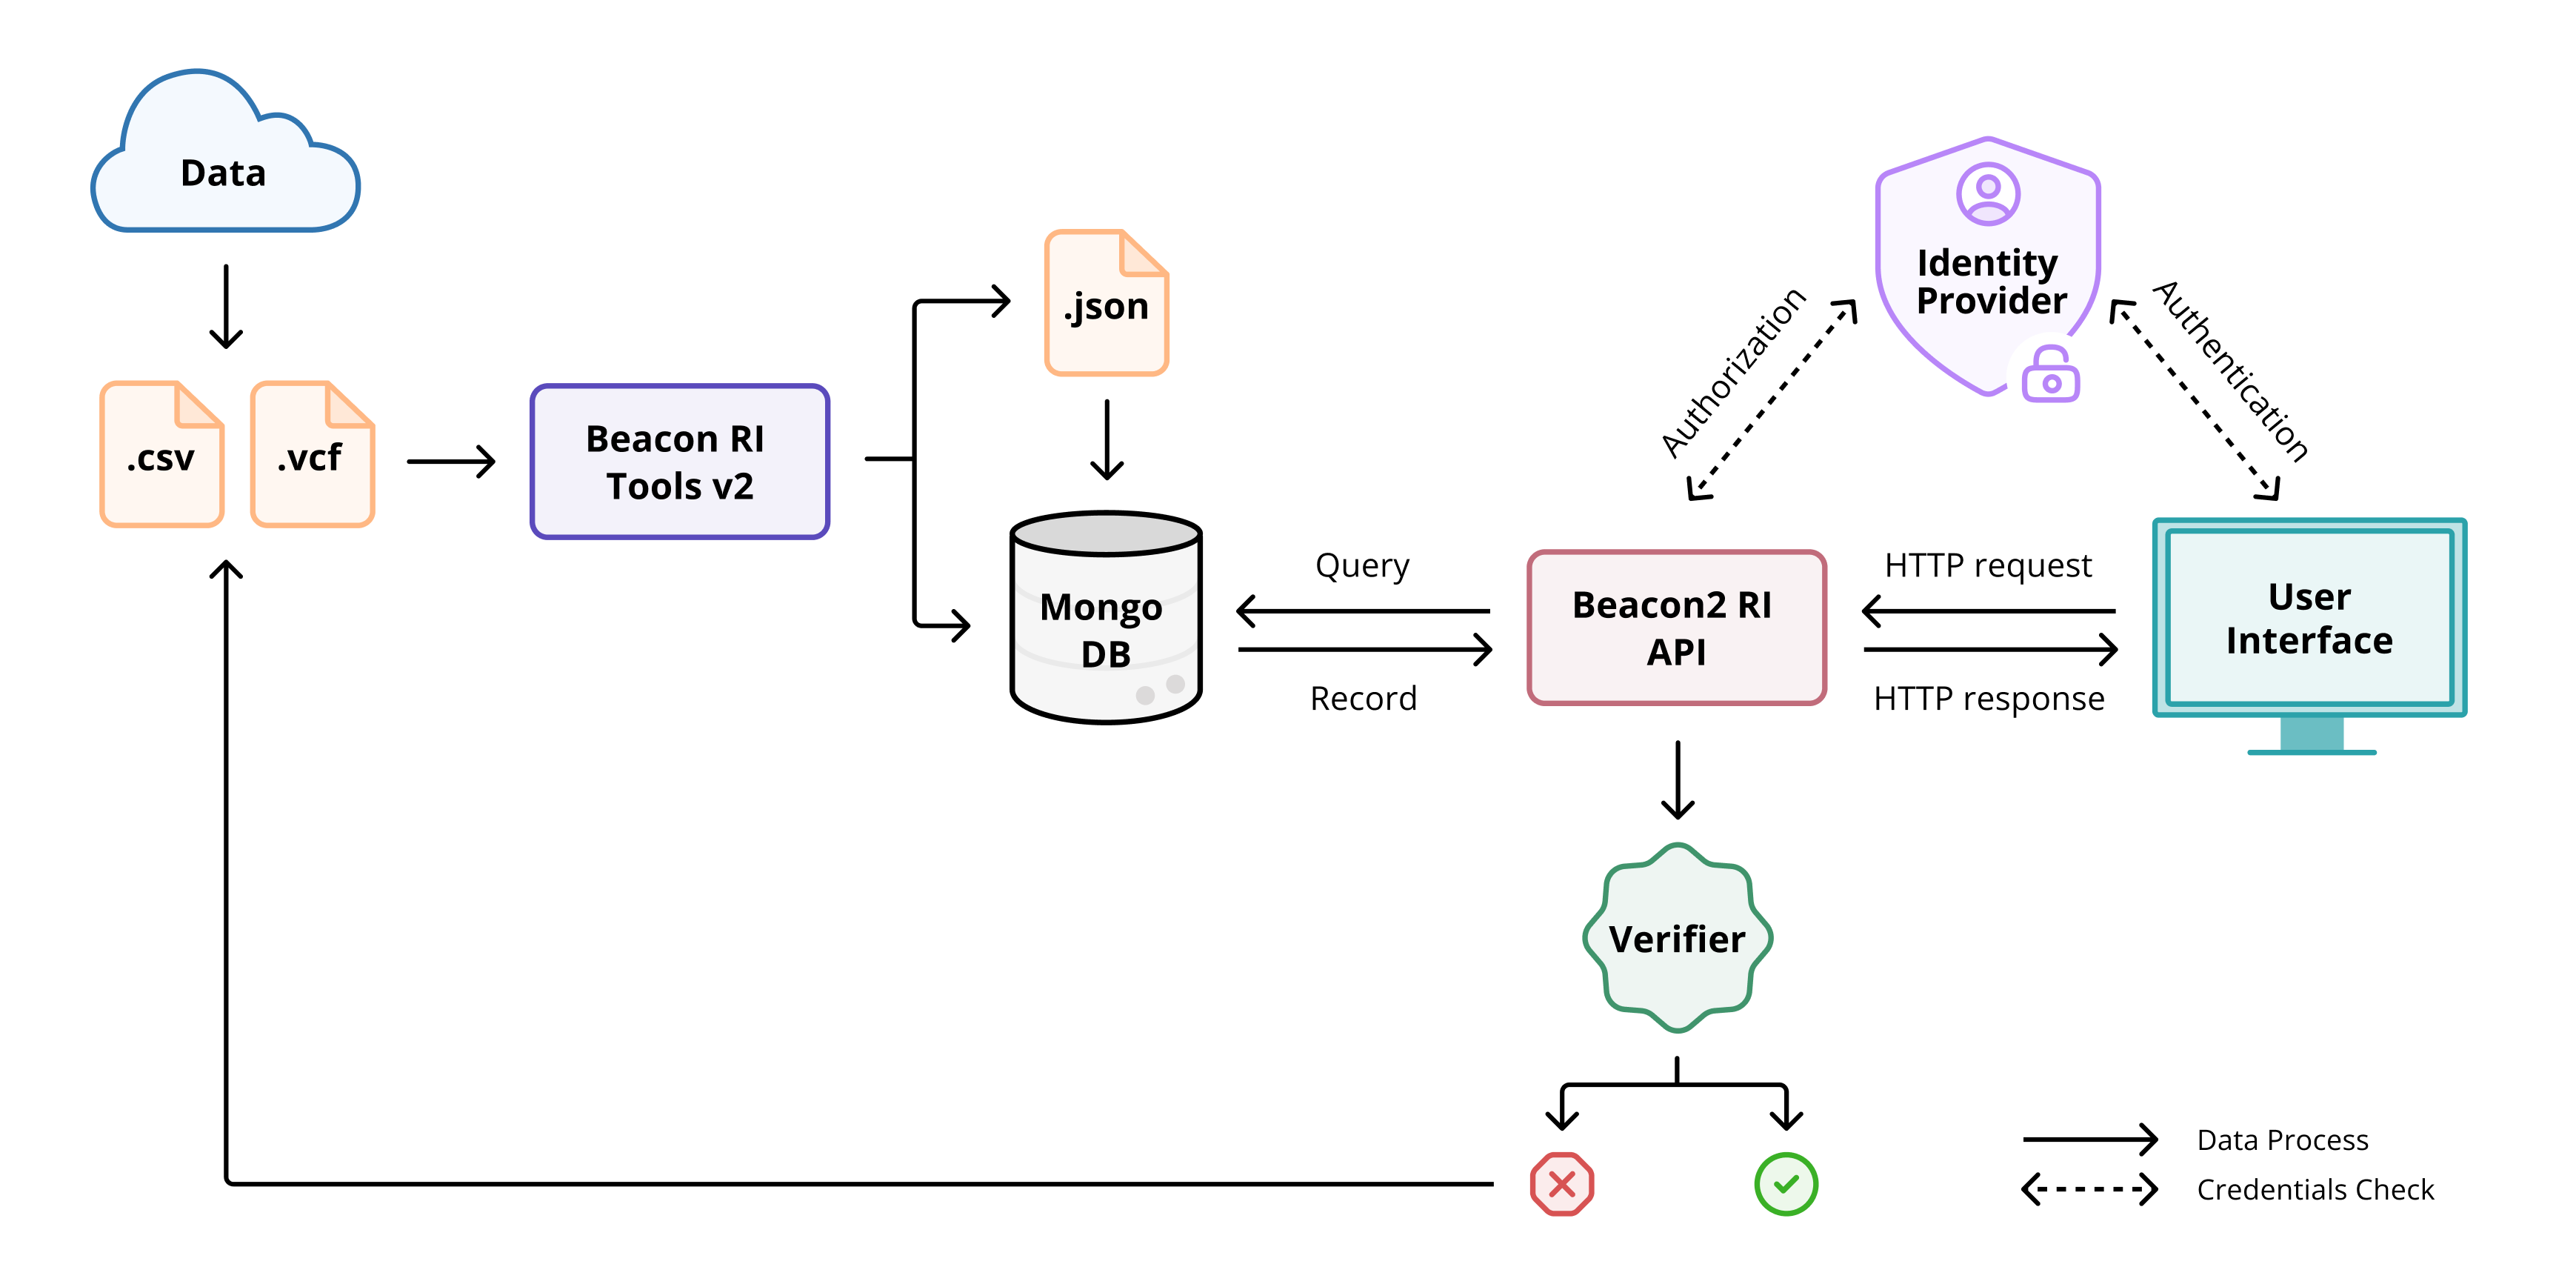 Data
.csv
.vcf
Beacon RI
Tools v2
.json
Mongo
DB
Query
Record
Beacon2 RI
API
Authorization
Identity
Provider
Authentication
HTTP request
HTTP response
User
Interface
Verifier
Data Process
Credentials Check